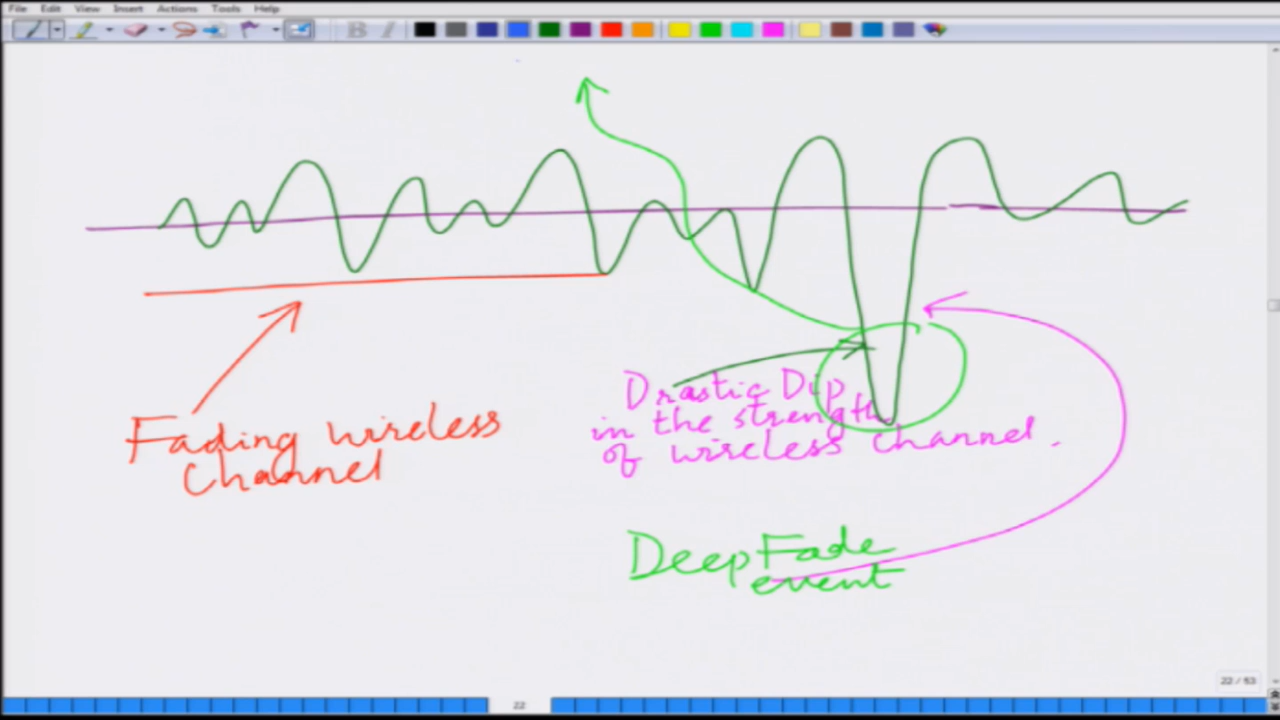 File Edit View Insert Actions Tools Help
B I
Drastic Dip
in the strength
of wireless channel.
Fading wireless
Channel
Deep Fade
event
22 / 53
22